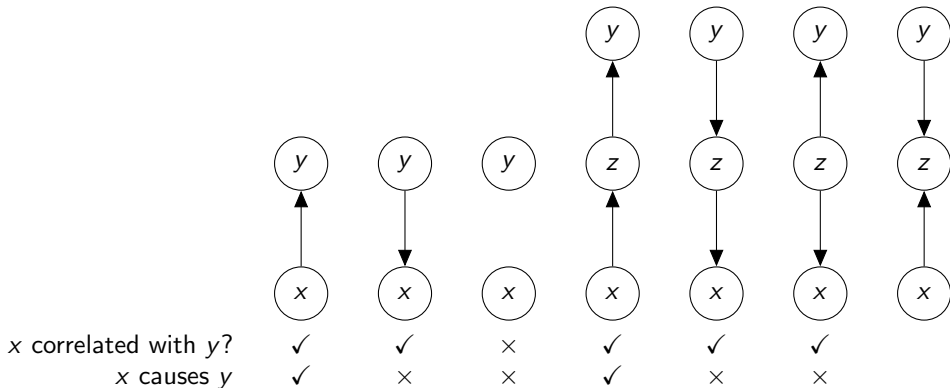 y y y y
y y y z z z z
x x x x x x x
x correlated with y? ✓ ✓ × ✓ ✓ ✓
x causes y ✓ × × ✓ × ×